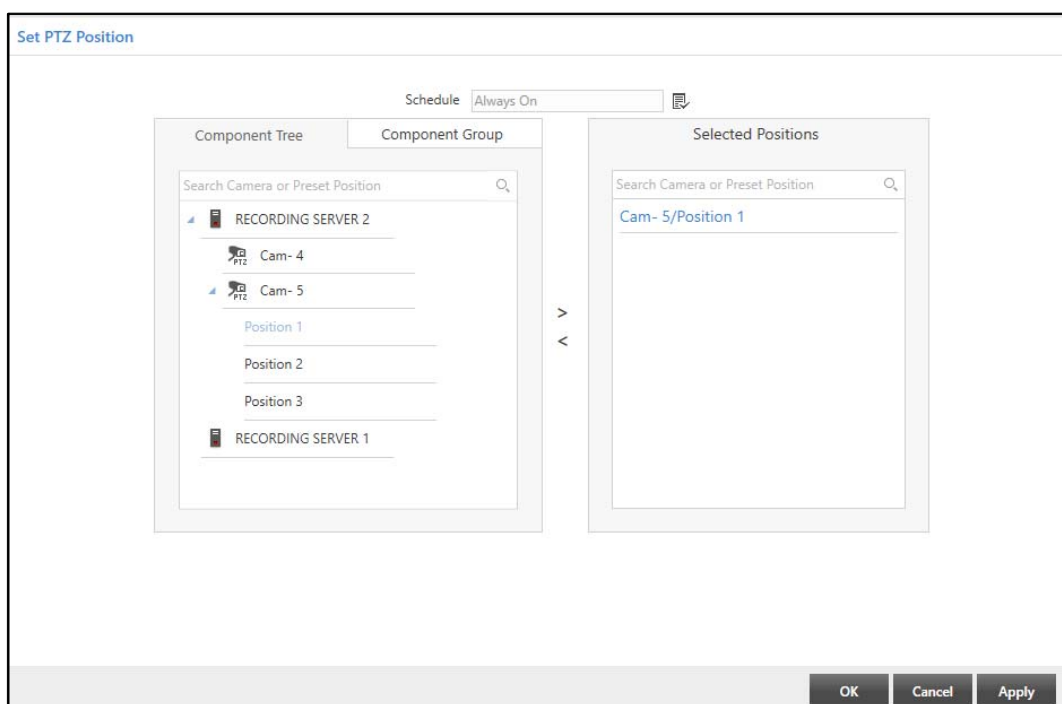 Set PTZ Position
Schedule Always On
Component Tree Component Group
Search Camera or Preset Position
RECORDING SERVER 2
PTZ Cam- 4
PTZ Cam- 5
Position 1
Position 2
Position 3
RECORDING SERVER 1
>
<
Selected Positions
Search Camera or Preset Position
Cam- 5/Position 1
OK Cancel Apply